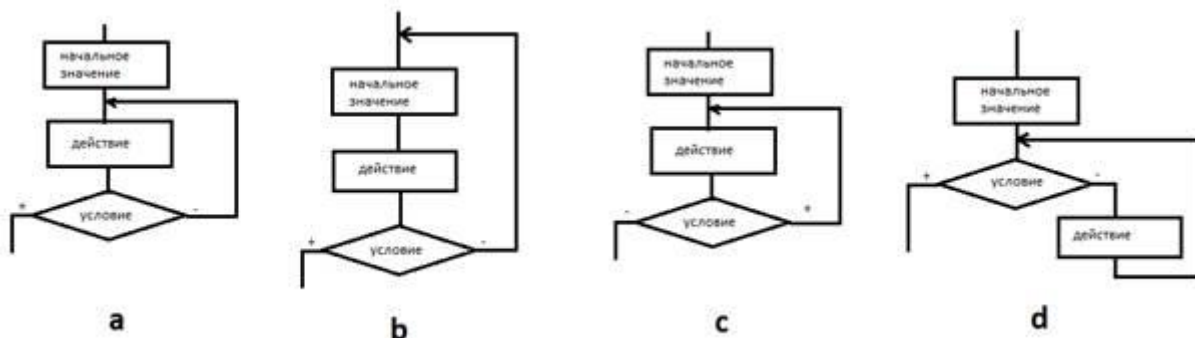 начальное
значение
действие
+ условие -
a
начальное
значение
действие
+ условие -
b
начальное
значение
действие
- условие +
c
начальное
значение
+ условие -
действие
d